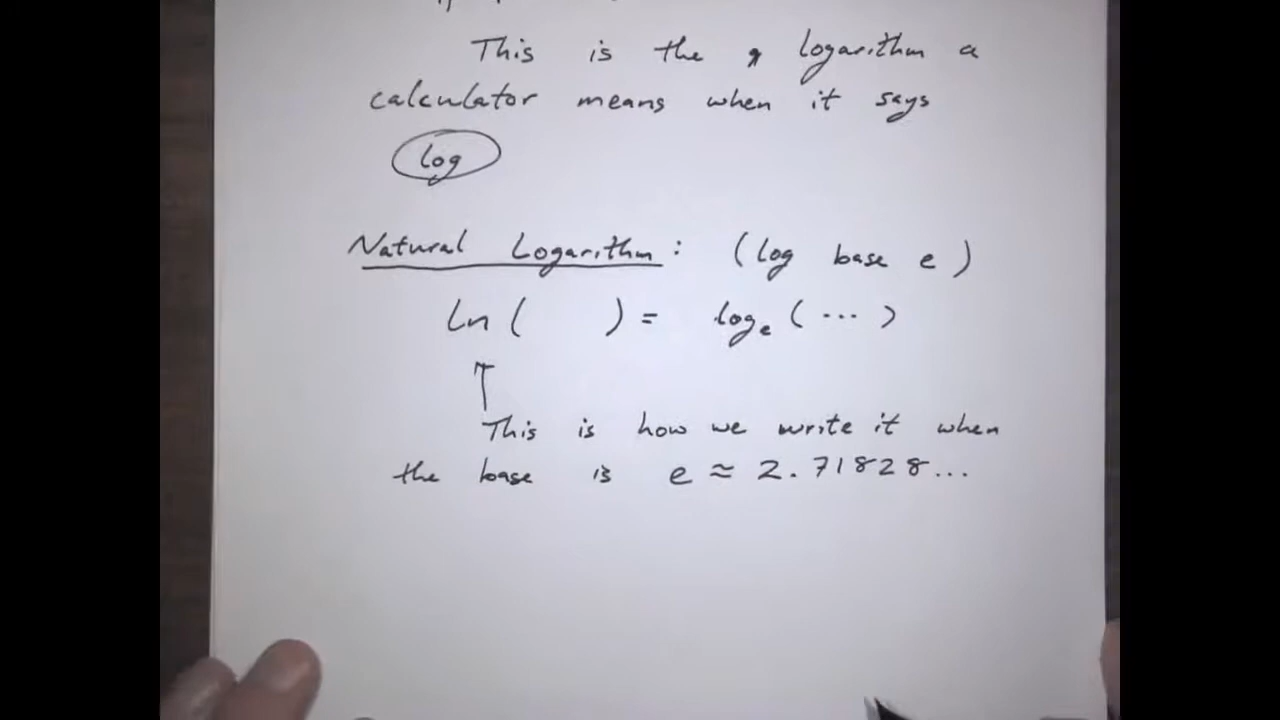 This is the logarithm a
calculator means when it says
log
Natural Logarithm: (log base e)
ln( ) = logₑ(...)
This is how we write it when
the base is e ≈ 2.71828...